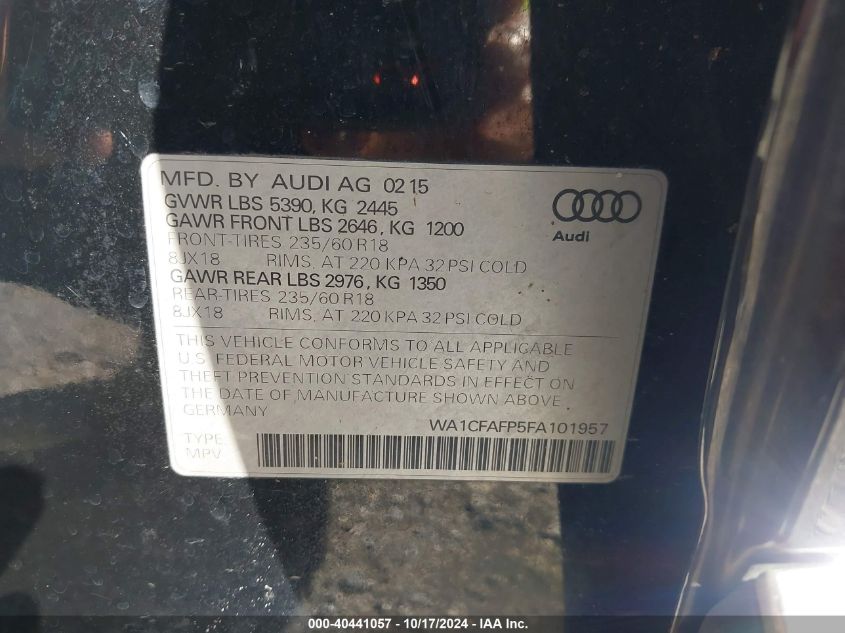 MFD. BY AUDI AG 02 15
GVWR LBS 5390, KG 2445
GAWR FRONT LBS 2646, KG 1200
FRONT-TIRES 235/60 R18
8JX18 RIMS, AT 220 KPA 32 PSI COLD
GAWR REAR LBS 2976, KG 1350
REAR-TIRES 235/60 R18
8JX18 RIMS, AT 220 KPA 32 PSI COLD
Audi
THIS VEHICLE CONFORMS TO ALL APPLICABLE
U.S. FEDERAL MOTOR VEHICLE SAFETY AND
THEFT PREVENTION STANDARDS IN EFFECT ON
THE DATE OF MANUFACTURE SHOWN ABOVE
GERMANY
WA1CFAFP5FA101957
TYPE:
MPV
000-40441057 - 10/17/2024 - IAA Inc.